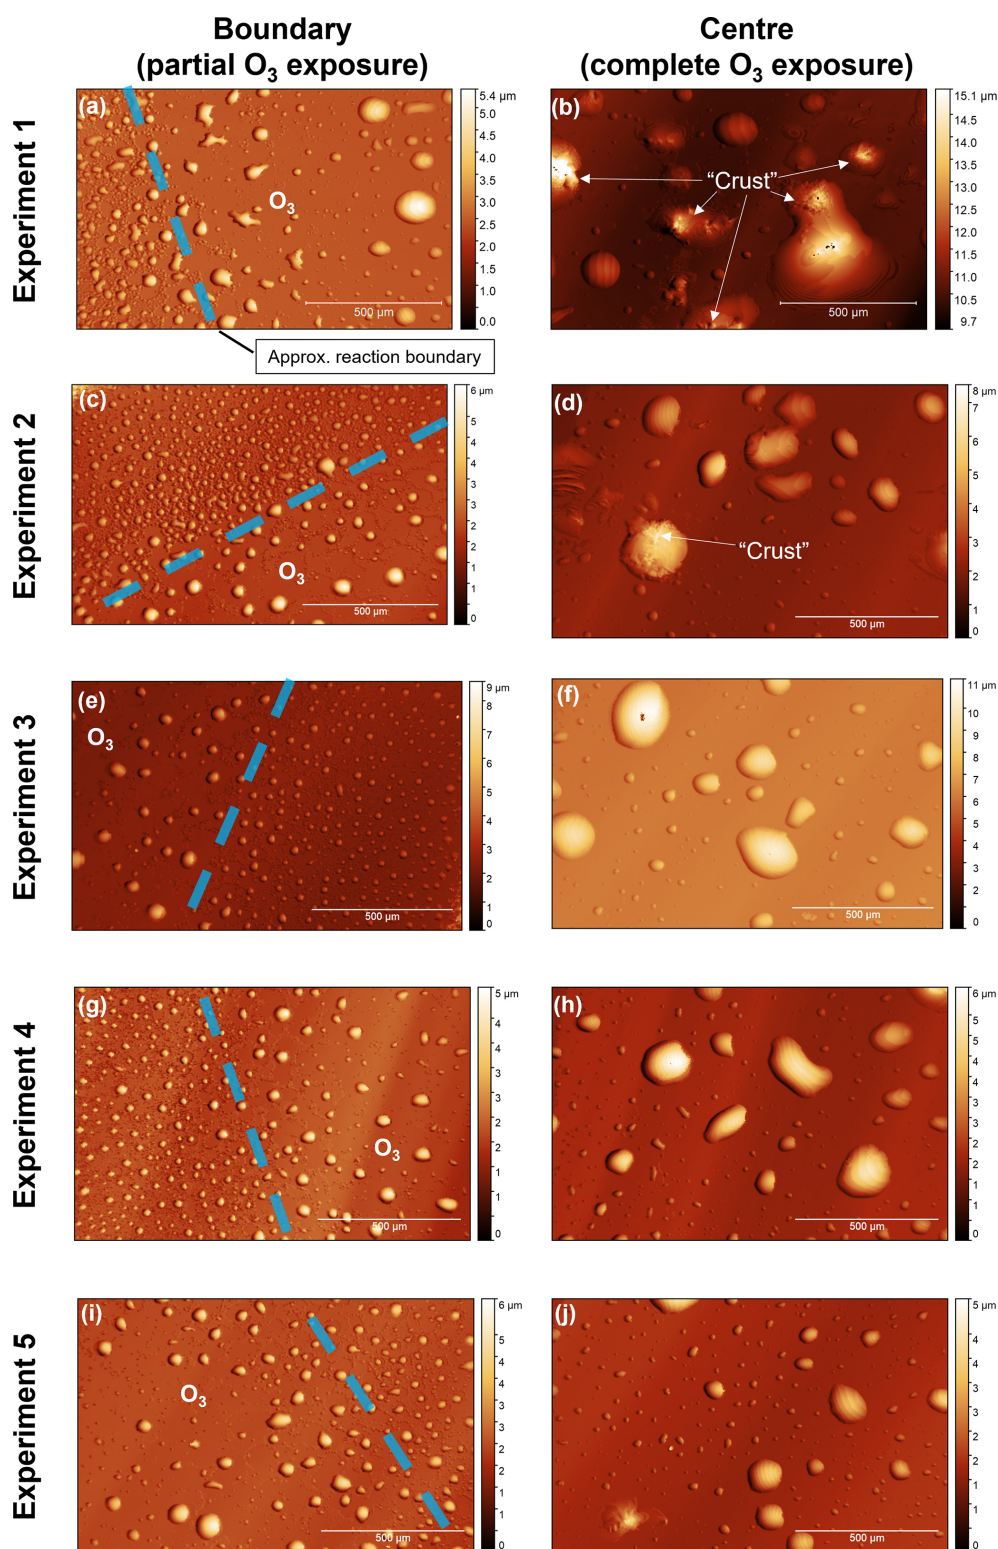 Boundary
(partial O₃ exposure)
Centre
(complete O₃ exposure)
Experiment 1
(a)
O₃
500 µm
5.4 µm
5.0
4.5
4.0
3.5
3.0
2.5
2.0
1.5
1.0
0.0
Approx. reaction boundary
(b)
"Crust"
500 µm
15.1 µm
14.5
14.0
13.5
13.0
12.5
12.0
11.5
11.0
10.5
9.7
Experiment 2
(c)
O₃
500 µm
6 µm
5
4
4
3
3
2
2
1
1
0
(d)
"Crust"
500 µm
8 µm
7
6
5
4
3
2
1
0
Experiment 3
(e)
O₃
500 µm
9 µm
8
7
6
5
4
3
2
1
0
(f)
500 µm
11 µm
10
9
8
7
6
5
4
3
2
0
Experiment 4
(g)
O₃
500 µm
5 µm
4
4
3
3
2
2
1
1
0
(h)
500 µm
6 µm
5
5
4
3
3
2
2
1
0
Experiment 5
(i)
O₃
500 µm
6 µm
5
4
4
3
3
2
2
1
1
0
(j)
500 µm
5 µm
4
4
3
3
2
2
1
1
0